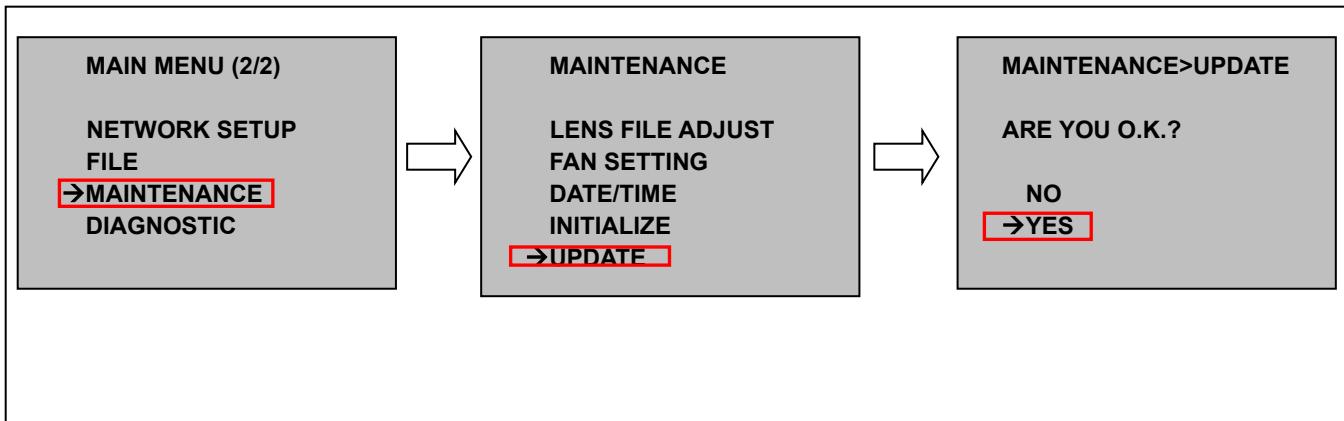 MAIN MENU (2/2)
NETWORK SETUP
FILE
→MAINTENANCE
DIAGNOSTIC
MAINTENANCE
LENS FILE ADJUST
FAN SETTING
DATE/TIME
INITIALIZE
→UPDATE
MAINTENANCE>UPDATE
ARE YOU O.K.?
NO
→YES